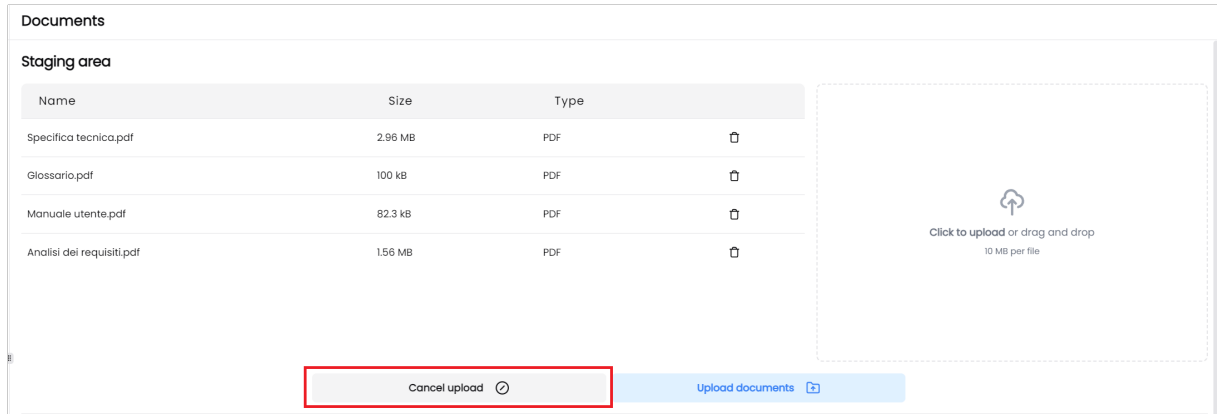 Documents
Staging area
Name Size Type
Specifica tecnica.pdf 2.96 MB PDF
Glossario.pdf 100 kB PDF
Manuale utente.pdf 82.3 kB PDF
Analisi dei requisiti.pdf 1.56 MB PDF
Click to upload or drag and drop
10 MB per file
Cancel upload Upload documents